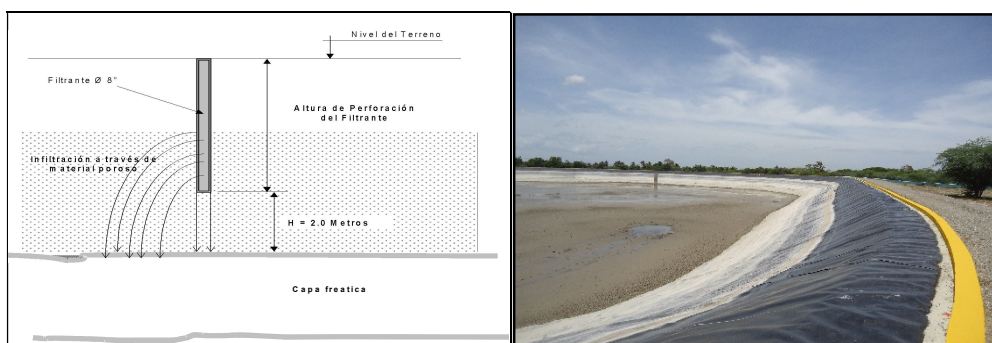 Nivel del Terreno
Filtrante Ø 8"
Altura de Perforación
del Filtrante
Infiltración a través de
material poroso
H = 2.0 Metros
Capa freatica